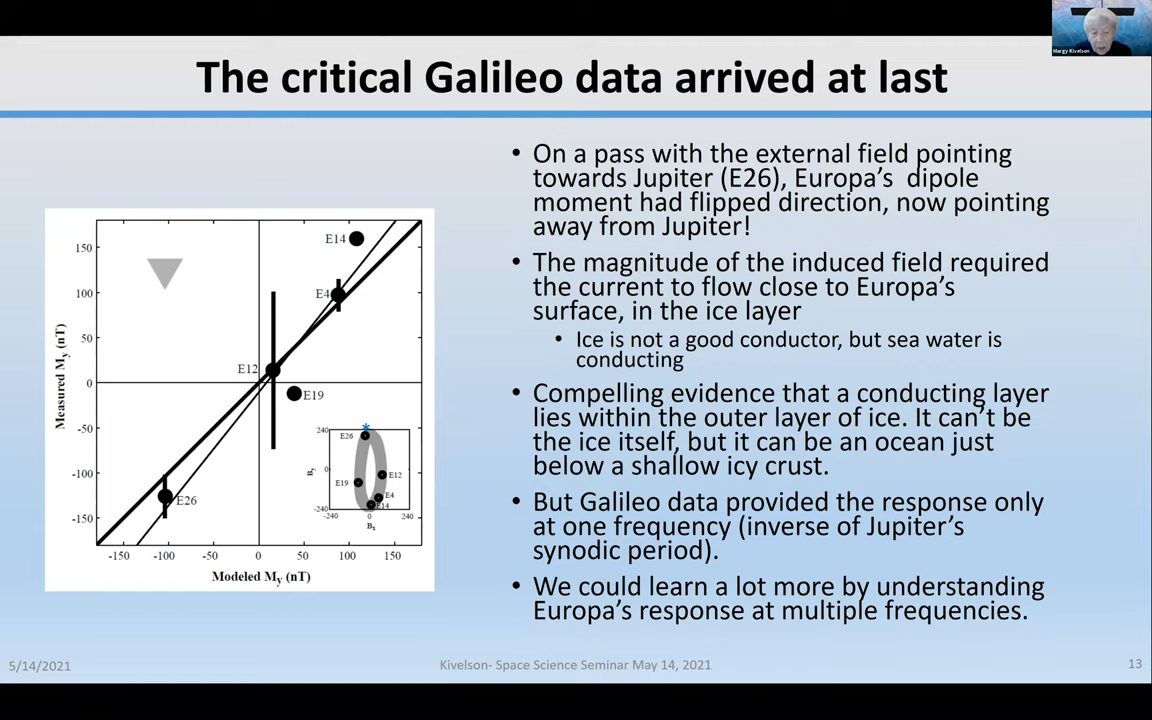 Margy Kivelson
The critical Galileo data arrived at last
• On a pass with the external field pointing
towards Jupiter (E26), Europa's dipole
moment had flipped direction, now pointing
away from Jupiter!
• The magnitude of the induced field required
the current to flow close to Europa's
surface, in the ice layer
• Ice is not a good conductor, but sea water is
conducting
• Compelling evidence that a conducting layer
lies within the outer layer of ice. It can't be
the ice itself, but it can be an ocean just
below a shallow icy crust.
• But Galileo data provided the response only
at one frequency (inverse of Jupiter's
synodic period).
• We could learn a lot more by understanding
Europa's response at multiple frequencies.
Measured My (nT)
150
100
50
0
-50
-100
-150
E14
E4
E12
E19
E26
-150 -100 -50 0 50 100 150
Modeled My (nT)
240
0
-240
By
*
E26
E12
E19
E4
E14
-240 0 240
Bx
5/14/2021
Kivelson- Space Science Seminar May 14, 2021
13